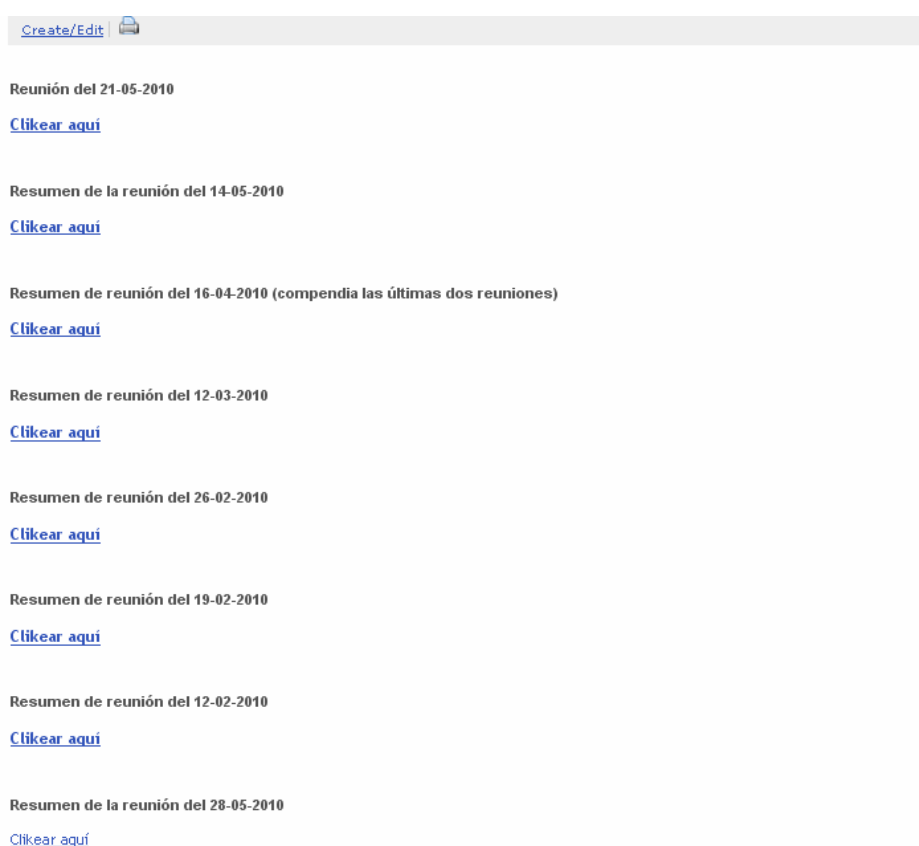 Create/Edit
Reunión del 21-05-2010
Clikear aquí
Resumen de la reunión del 14-05-2010
Clikear aquí
Resumen de reunión del 16-04-2010 (compendia las últimas dos reuniones)
Clikear aquí
Resumen de reunión del 12-03-2010
Clikear aquí
Resumen de reunión del 26-02-2010
Clikear aquí
Resumen de reunión del 19-02-2010
Clikear aquí
Resumen de reunión del 12-02-2010
Clikear aquí
Resumen de la reunión del 28-05-2010
Clikear aquí